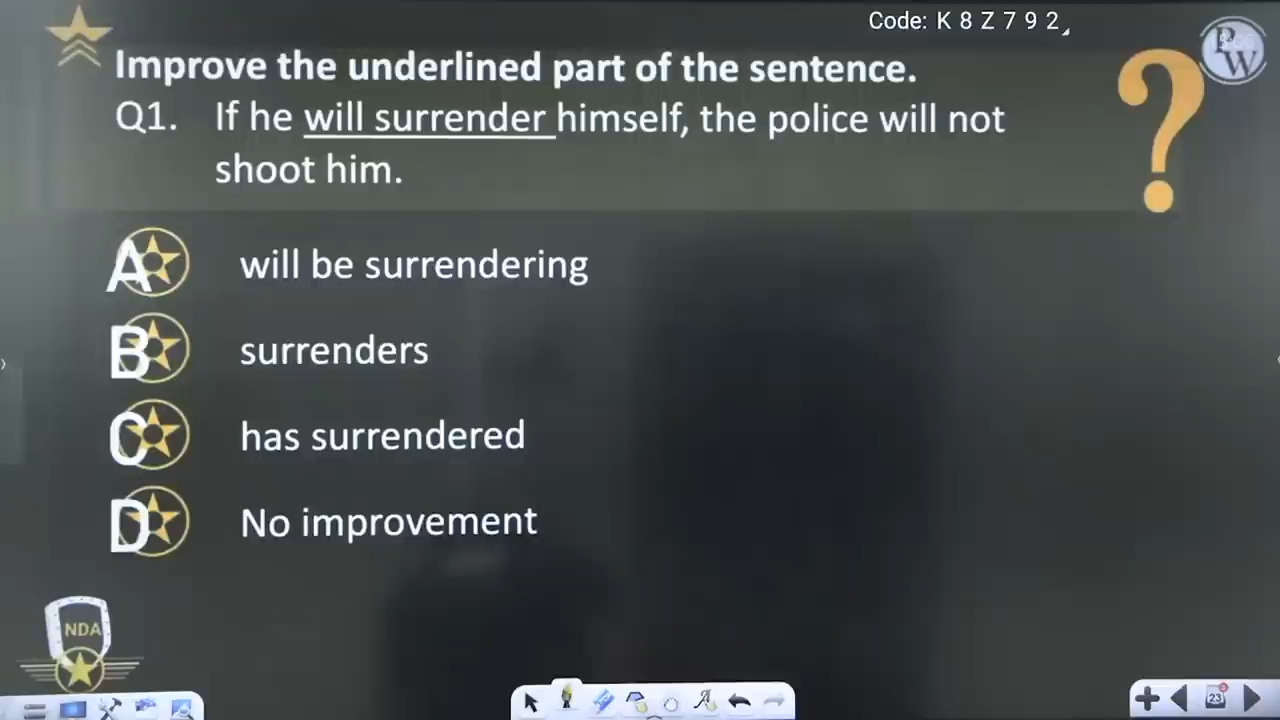 Code: K 8 Z 7 9 2
P
W
Improve the underlined part of the sentence.
Q1. If he will surrender himself, the police will not
shoot him.
A will be surrendering
B surrenders
C has surrendered
D No improvement
NDA
23